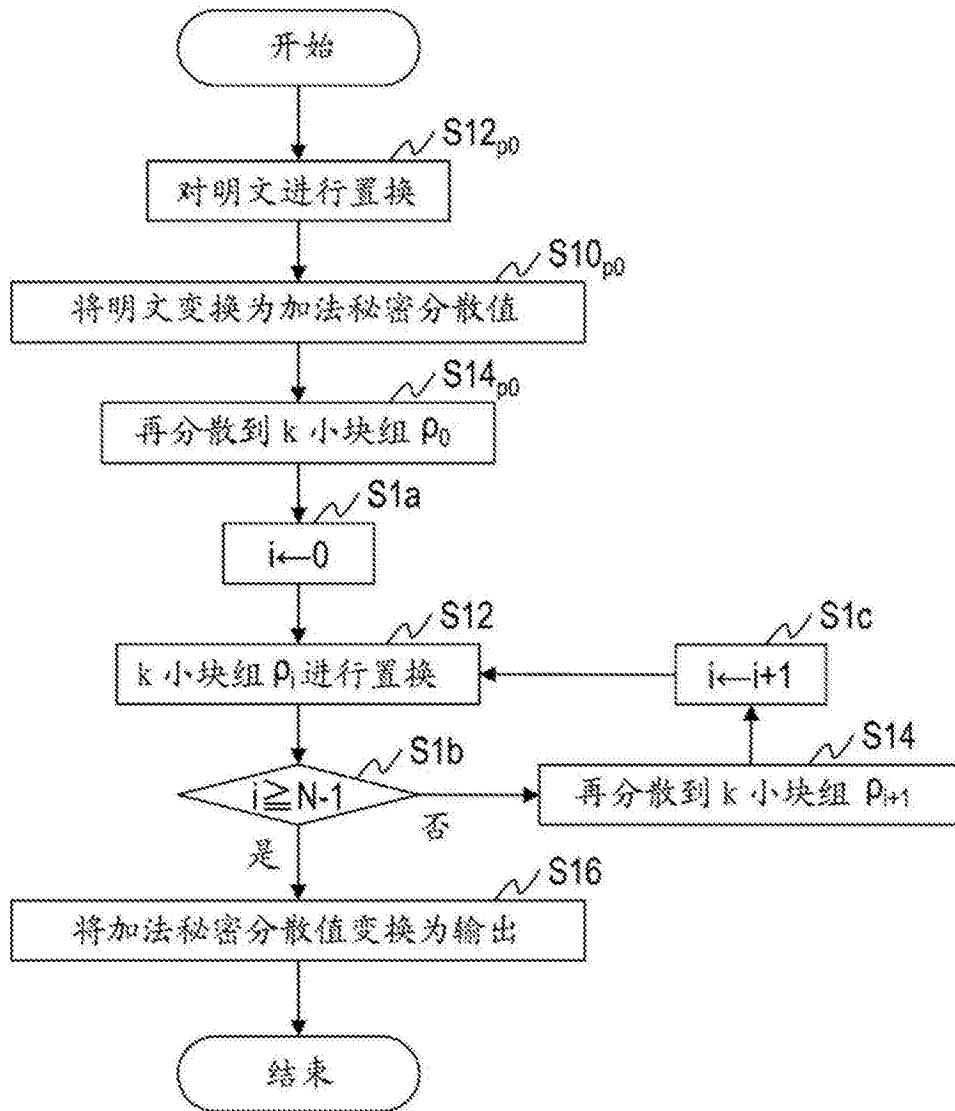 开始
S12p0
对明文进行置换
S10p0
将明文变换为加法秘密分散值
S14p0
再分散到 k 小块组 ρ0
S1a
i←0
S12
k 小块组 ρi 进行置换
S1c
i←i+1
S1b
i≧N-1
否
是
S14
再分散到 k 小块组 ρi+1
S16
将加法秘密分散值变换为输出
结束